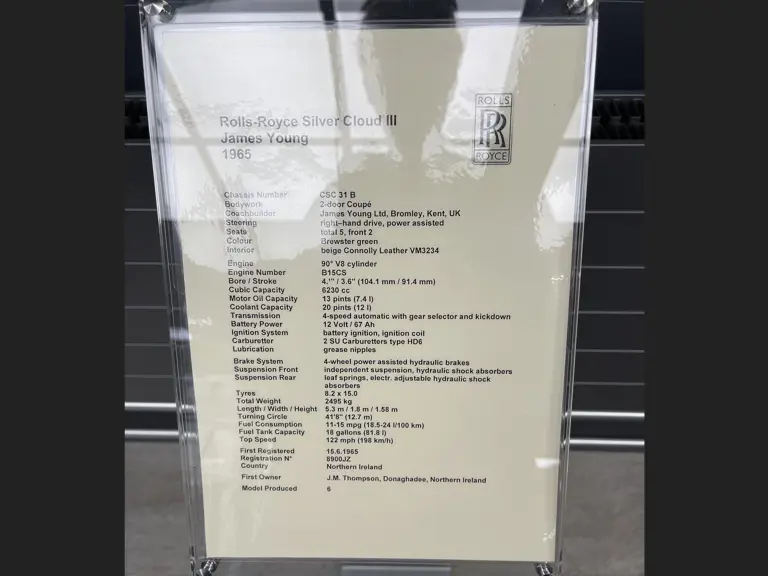 Rolls-Royce Silver Cloud III
James Young
1965
ROLLS
RR
ROYCE
Chassis Number CSC 31 B
Bodywork 2-door Coupé
Coachbuilder James Young Ltd, Bromley, Kent, UK
Steering right–hand drive, power assisted
Seats total 5, front 2
Colour Brewster green
Interior beige Connolly Leather VM3234
Engine 90° V8 cylinder
Engine Number B15CS
Bore / Stroke 4.'" / 3.6" (104.1 mm / 91.4 mm)
Cubic Capacity 6230 cc
Motor Oil Capacity 13 pints (7.4 l)
Coolant Capacity 20 pints (12 l)
Transmission 4-speed automatic with gear selector and kickdown
Battery Power 12 Volt / 67 Ah
Ignition System battery ignition, ignition coil
Carburetter 2 SU Carburetters type HD6
Lubrication grease nipples
Brake System 4-wheel power assisted hydraulic brakes
Suspension Front independent suspension, hydraulic shock absorbers
Suspension Rear leaf springs, electr. adjustable hydraulic shock
absorbers
Tyres 8.2 x 15.0
Total Weight 2495 kg
Length / Width / Height 5.3 m / 1.8 m / 1.58 m
Turning Circle 41'8" (12.7 m)
Fuel Consumption 11-15 mpg (18.5-24 l/100 km)
Fuel Tank Capacity 18 gallons (81.8 l)
Top Speed 122 mph (198 km/h)
First Registered 15.6.1965
Registration N° 8900JZ
Country Northern Ireland
First Owner J.M. Thompson, Donaghadee, Northern Ireland
Model Produced 6